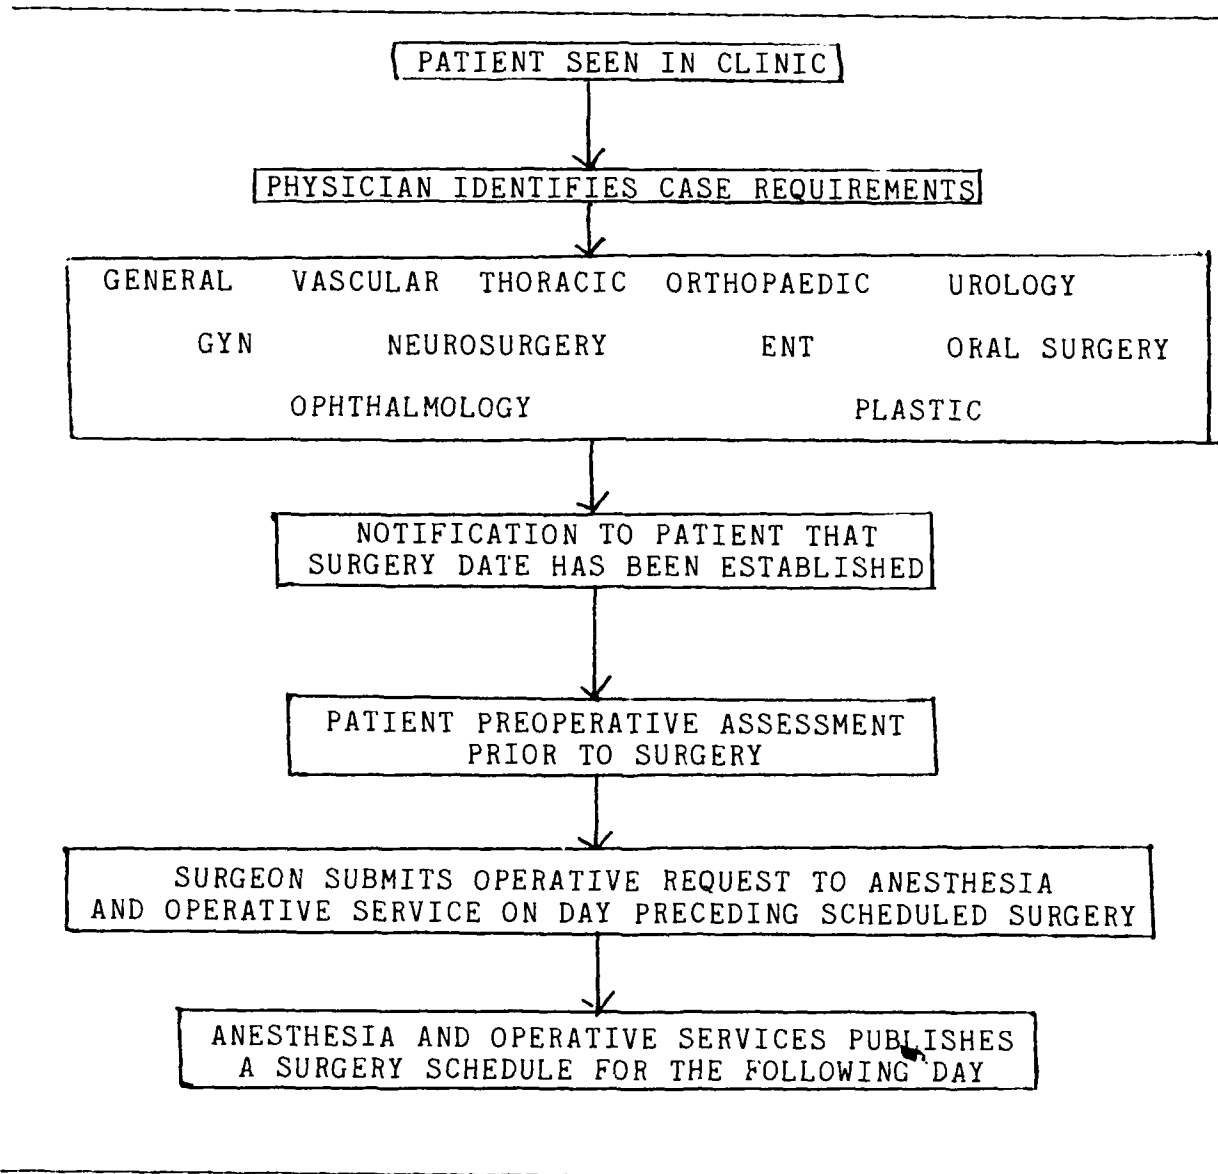 PATIENT SEEN IN CLINIC
PHYSICIAN IDENTIFIES CASE REQUIREMENTS
GENERAL VASCULAR THORACIC ORTHOPAEDIC UROLOGY
GYN NEUROSURGERY ENT ORAL SURGERY
OPHTHALMOLOGY PLASTIC
NOTIFICATION TO PATIENT THAT
SURGERY DATE HAS BEEN ESTABLISHED
PATIENT PREOPERATIVE ASSESSMENT
PRIOR TO SURGERY
SURGEON SUBMITS OPERATIVE REQUEST TO ANESTHESIA
AND OPERATIVE SERVICE ON DAY PRECEDING SCHEDULED SURGERY
ANESTHESIA AND OPERATIVE SERVICES PUBLISHES
A SURGERY SCHEDULE FOR THE FOLLOWING DAY